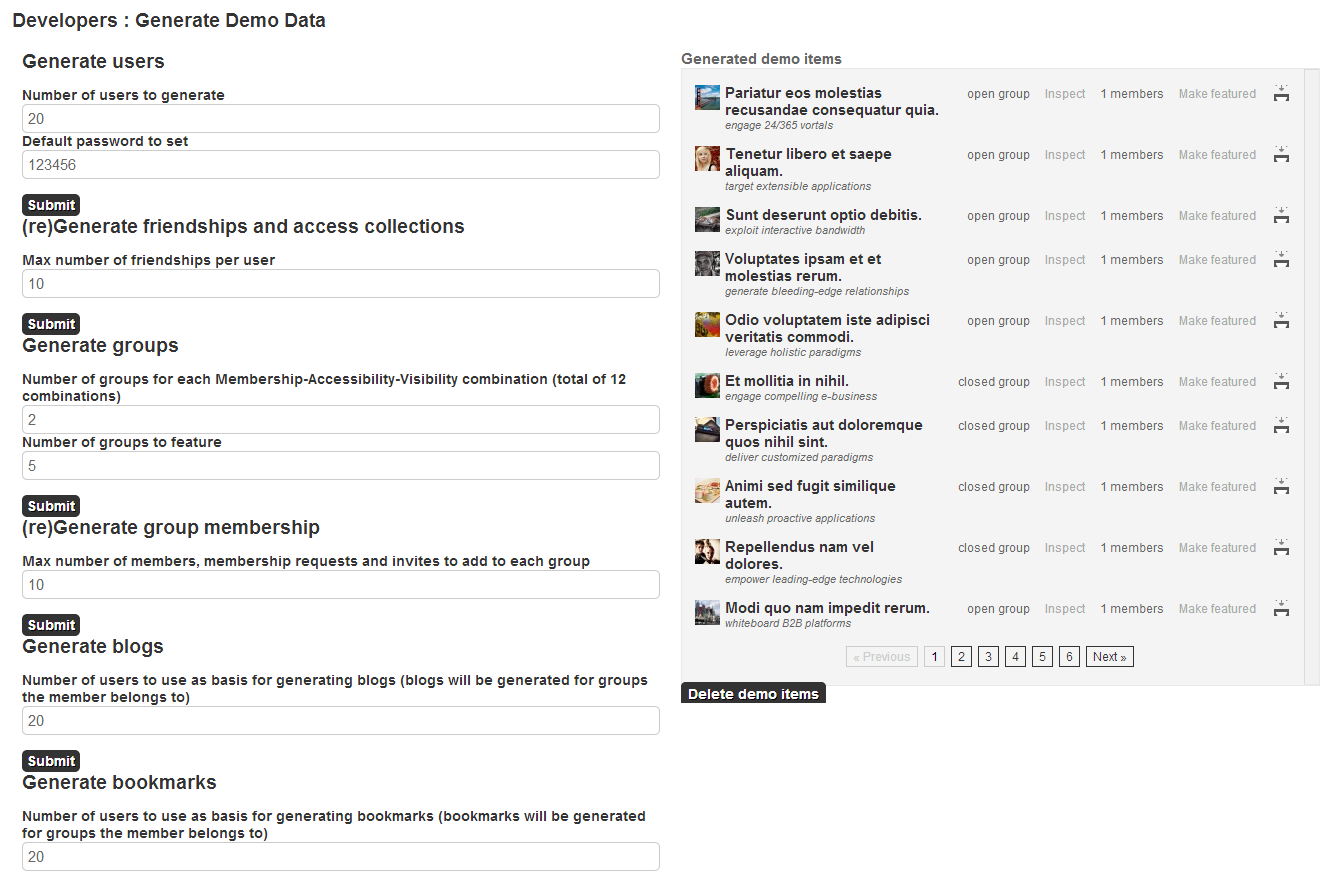 Developers : Generate Demo Data
Generate users
Number of users to generate
20
Default password to set
123456
Submit
(re)Generate friendships and access collections
Max number of friendships per user
10
Submit
Generate groups
Number of groups for each Membership-Accessibility-Visibility combination (total of 12
combinations)
2
Number of groups to feature
5
Submit
(re)Generate group membership
Max number of members, membership requests and invites to add to each group
10
Submit
Generate blogs
Number of users to use as basis for generating blogs (blogs will be generated for groups
the member belongs to)
20
Submit
Generate bookmarks
Number of users to use as basis for generating bookmarks (bookmarks will be generated
for groups the member belongs to)
20
Generated demo items
Pariatur eos molestias open group Inspect 1 members Make featured
recusandae consequatur quia.
engage 24/365 vortals
Tenetur libero et saepe open group Inspect 1 members Make featured
aliquam.
target extensible applications
Sunt deserunt optio debitis. open group Inspect 1 members Make featured
exploit interactive bandwidth
Voluptates ipsam et et open group Inspect 1 members Make featured
molestias rerum.
generate bleeding-edge relationships
Odio voluptatem iste adipisci open group Inspect 1 members Make featured
veritatis commodi.
leverage holistic paradigms
Et mollitia in nihil. closed group Inspect 1 members Make featured
engage compelling e-business
Perspiciatis aut doloremque closed group Inspect 1 members Make featured
quos nihil sint.
deliver customized paradigms
Animi sed fugit similique closed group Inspect 1 members Make featured
autem.
unleash proactive applications
Repellendus nam vel closed group Inspect 1 members Make featured
dolores.
empower leading-edge technologies
Modi quo nam impedit rerum. open group Inspect 1 members Make featured
whiteboard B2B platforms
« Previous 1 2 3 4 5 6 Next »
Delete demo items